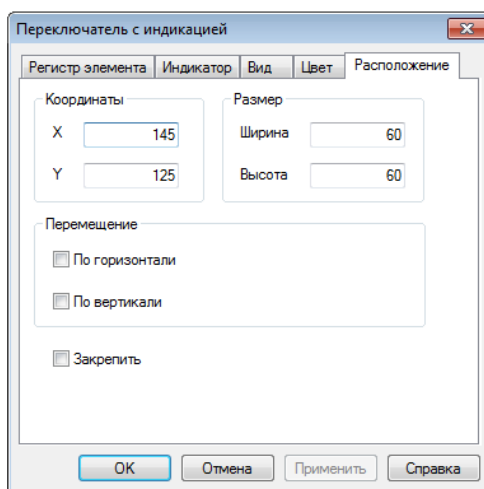 Переключатель с индикацией
Регистр элемента Индикатор Вид Цвет Расположение
Координаты Размер
X 145 Ширина 60
Y 125 Высота 60
Перемещение
По горизонтали
По вертикали
Закрепить
OK Отмена Применить Справка